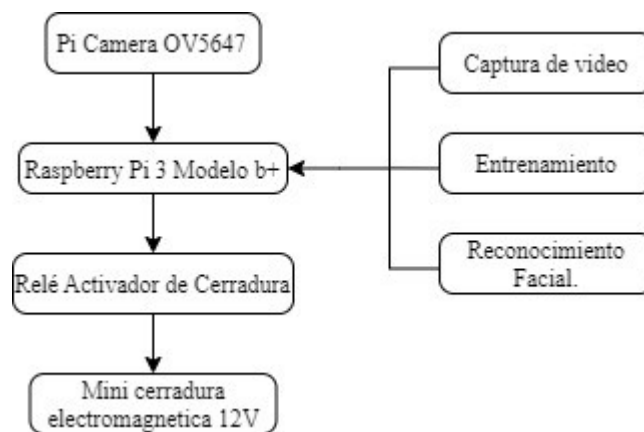 Pi Camera OV5647
Raspberry Pi 3 Modelo b+
Relé Activador de Cerradura
Mini cerradura
electromagnetica 12V
Captura de video
Entrenamiento
Reconocimiento
Facial.